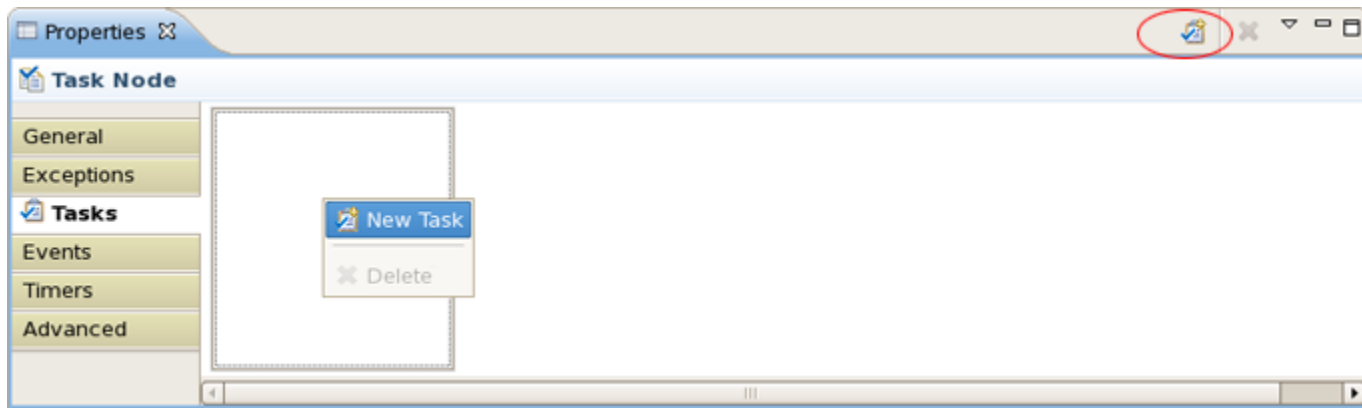 Properties
Task Node
General
Exceptions
Tasks
Events
Timers
Advanced
New Task
Delete